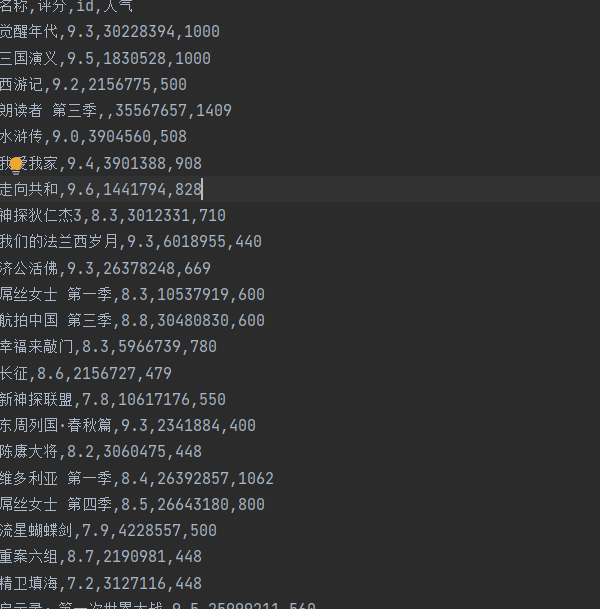 名称,评分,id,人气
觉醒年代,9.3,30228394,1000
三国演义,9.5,1830528,1000
西游记,9.2,2156775,500
朗读者 第三季,,35567657,1409
水浒传,9.0,3904560,508
我爱我家,9.4,3901388,908
走向共和,9.6,1441794,828
神探狄仁杰3,8.3,3012331,710
我们的法兰西岁月,9.3,6018955,440
济公活佛,9.3,26378248,669
屌丝女士 第一季,8.3,10537919,600
航拍中国 第三季,8.8,30480830,600
幸福来敲门,8.3,5966739,780
长征,8.6,2156727,479
新神探联盟,7.8,10617176,550
东周列国·春秋篇,9.3,2341884,400
陈赓大将,8.2,3060475,448
维多利亚 第一季,8.4,26392857,1062
屌丝女士 第四季,8.5,26643180,800
流星蝴蝶剑,7.9,4228557,500
重案六组,8.7,2190981,448
精卫填海,7.2,3127116,448
启示录：第一次世界大战,9.5,25999211,560